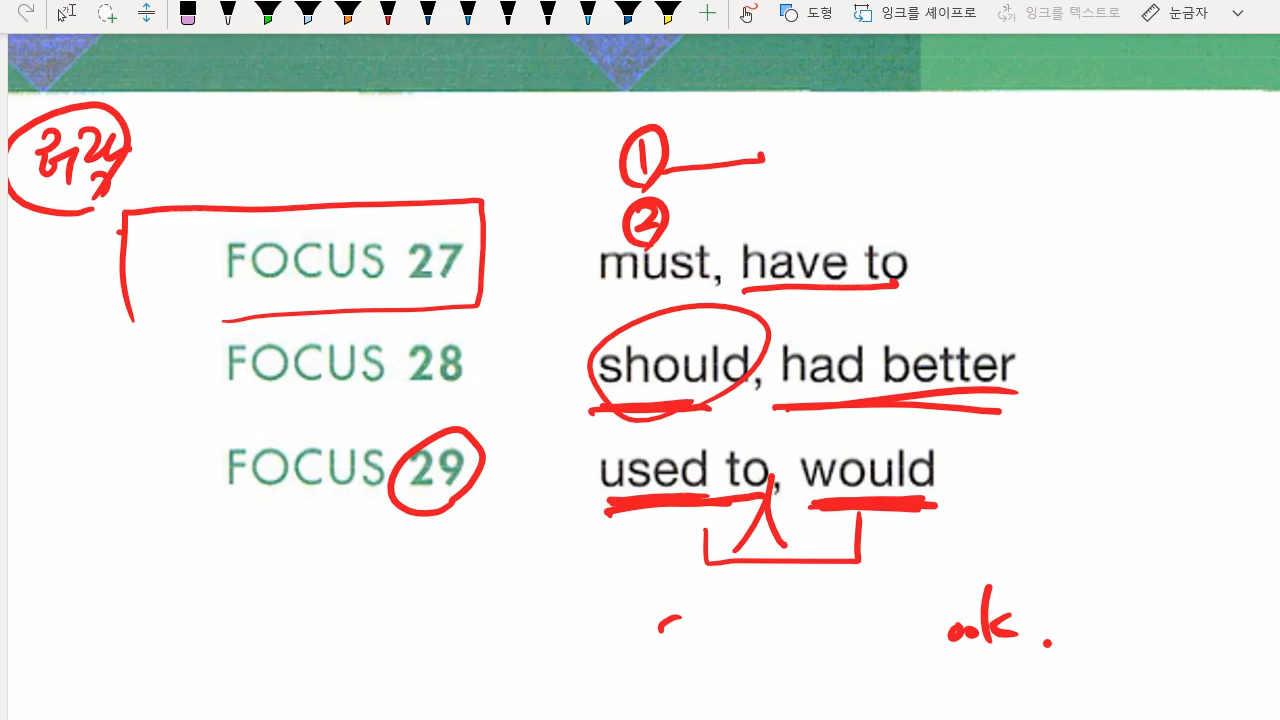 도형 잉크를 셰이프로 잉크를 텍스트로 눈금자
①
②
FOCUS 27 must, have to
FOCUS 28 should, had better
FOCUS 29 used to, would
ok.